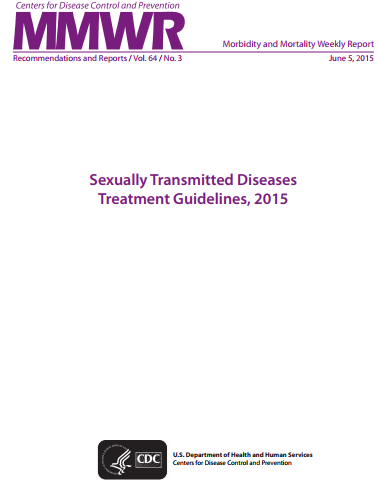 Centers for Disease Control and Prevention
MMWR
Morbidity and Mortality Weekly Report
Recommendations and Reports / Vol. 64 / No. 3
June 5, 2015
Sexually Transmitted Diseases
Treatment Guidelines, 2015
CDC
U.S. Department of Health and Human Services
Centers for Disease Control and Prevention